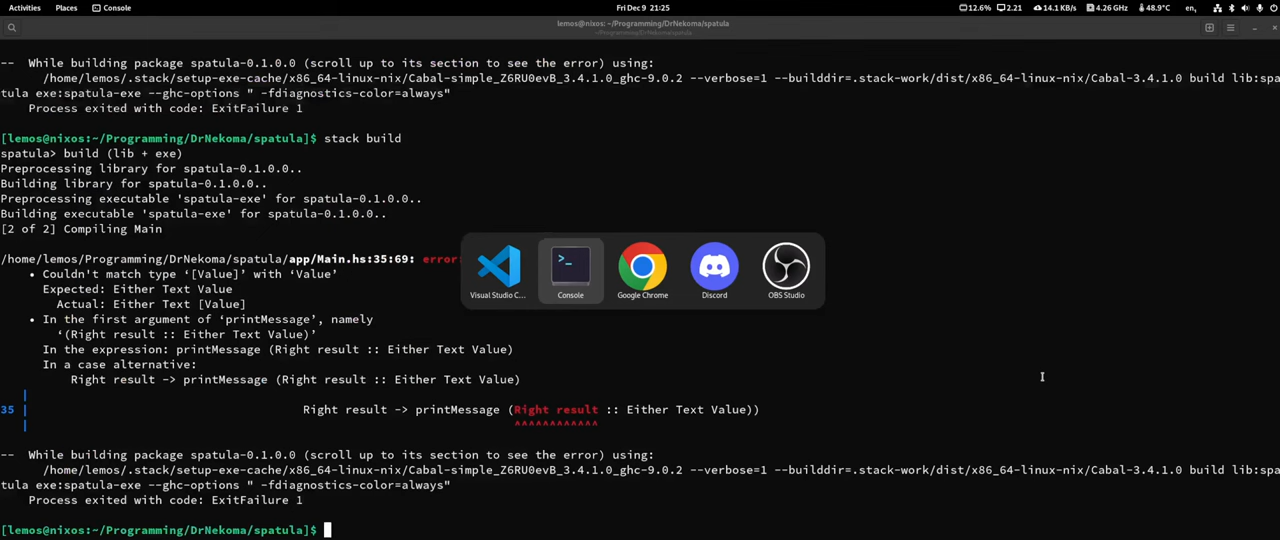 Activities Places Console Fri Dec 9 21:25 12.6% 2.21 14.1 KB/s 4.26 GHz 48.9°C en,
lemos@nixos: ~/Programming/DrNekoma/spatula
~/Programming/DrNekoma/spatula
-- While building package spatula-0.1.0.0 (scroll up to its section to see the error) using:
/home/lemos/.stack/setup-exe-cache/x86_64-linux-nix/Cabal-simple_Z6RU0evB_3.4.1.0_ghc-9.0.2 --verbose=1 --builddir=.stack-work/dist/x86_64-linux-nix/Cabal-3.4.1.0 build lib:spa
tula exe:spatula-exe --ghc-options " -fdiagnostics-color=always"
Process exited with code: ExitFailure 1
[lemos@nixos:~/Programming/DrNekoma/spatula]$ stack build
spatula> build (lib + exe)
Preprocessing library for spatula-0.1.0.0..
Building library for spatula-0.1.0.0..
Preprocessing executable 'spatula-exe' for spatula-0.1.0.0..
Building executable 'spatula-exe' for spatula-0.1.0.0..
[2 of 2] Compiling Main
/home/lemos/Programming/DrNekoma/spatula/app/Main.hs:35:69: error:
• Couldn't match type ‘[Value]’ with ‘Value’
Expected: Either Text Value
Actual: Either Text [Value]
• In the first argument of ‘printMessage’, namely
‘(Right result :: Either Text Value)’
In the expression: printMessage (Right result :: Either Text Value)
In a case alternative:
Right result -> printMessage (Right result :: Either Text Value)
|
35 | Right result -> printMessage (Right result :: Either Text Value))
| ^^^^^^^^^^^^
-- While building package spatula-0.1.0.0 (scroll up to its section to see the error) using:
/home/lemos/.stack/setup-exe-cache/x86_64-linux-nix/Cabal-simple_Z6RU0evB_3.4.1.0_ghc-9.0.2 --verbose=1 --builddir=.stack-work/dist/x86_64-linux-nix/Cabal-3.4.1.0 build lib:spa
tula exe:spatula-exe --ghc-options " -fdiagnostics-color=always"
Process exited with code: ExitFailure 1
[lemos@nixos:~/Programming/DrNekoma/spatula]$
Visual Studio C... Console Google Chrome Discord OBS Studio